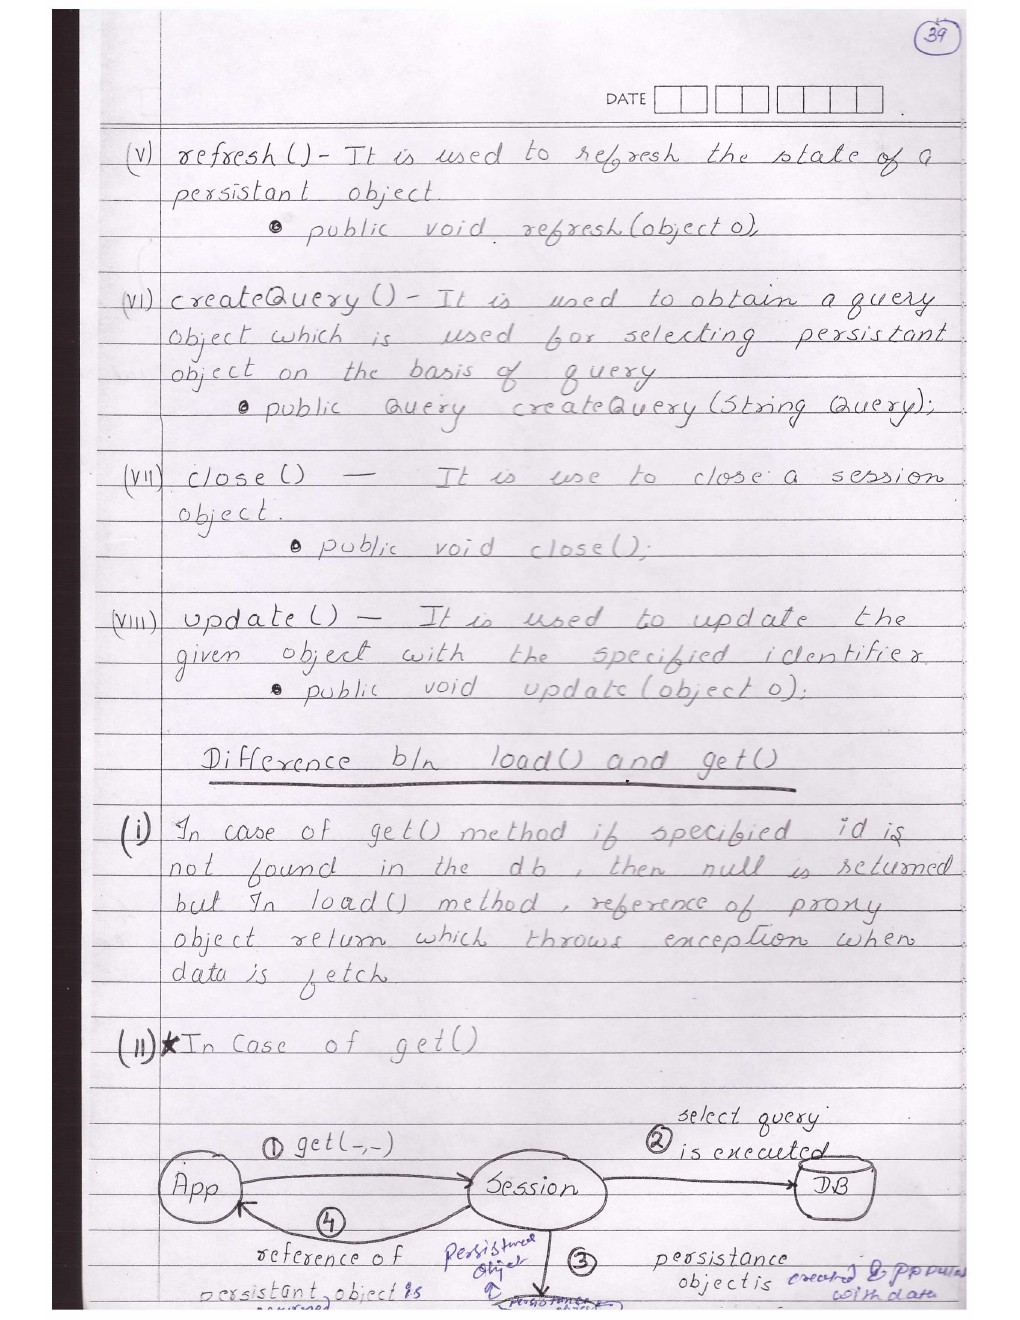 39
DATE
(V) refresh () - It is used to refresh the state of a
persistant object.
public void refresh (object o);
(VI) createQuery () - It is used to obtain a query
object which is used for selecting persistant
object on the basis of query
public Query createQuery (String Query);
(VII) close () — It is use to close a session
object.
public void close ();
(VIII) update () — It is used to update the
given object with the specified identifier.
public void update (object o);
Difference b/n load () and get ()
(i) In case of get () method if specified id is
not found in the db, then null is returned
but In load () method, reference of proxy
object return which throws exception when
data is fetch
(II) ★ In Case of get ()
select query
① get (-,-) ② is executed
App Session DB
④
reference of Persistered ③ persistance
object object is created & with data
persistant object is persistance